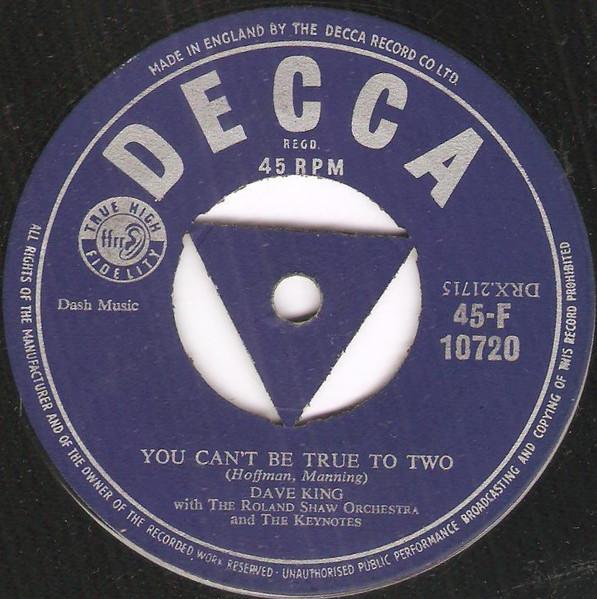 MADE IN ENGLAND BY THE DECCA RECORD CO LTD.
DECCA
REGD.
45 RPM
TRUE HIGH
ffrr
FIDELITY
Dash Music
DRX.21715
45-F
10720
YOU CAN'T BE TRUE TO TWO
(Hoffman, Manning)
DAVE KING
with THE ROLAND SHAW ORCHESTRA
and THE KEYNOTES
ALL RIGHTS OF THE MANUFACTURER AND OF THE OWNER OF THE RECORDED WORK RESERVED · UNAUTHORISED PUBLIC PERFORMANCE BROADCASTING AND COPYING OF THIS RECORD PROHIBITED